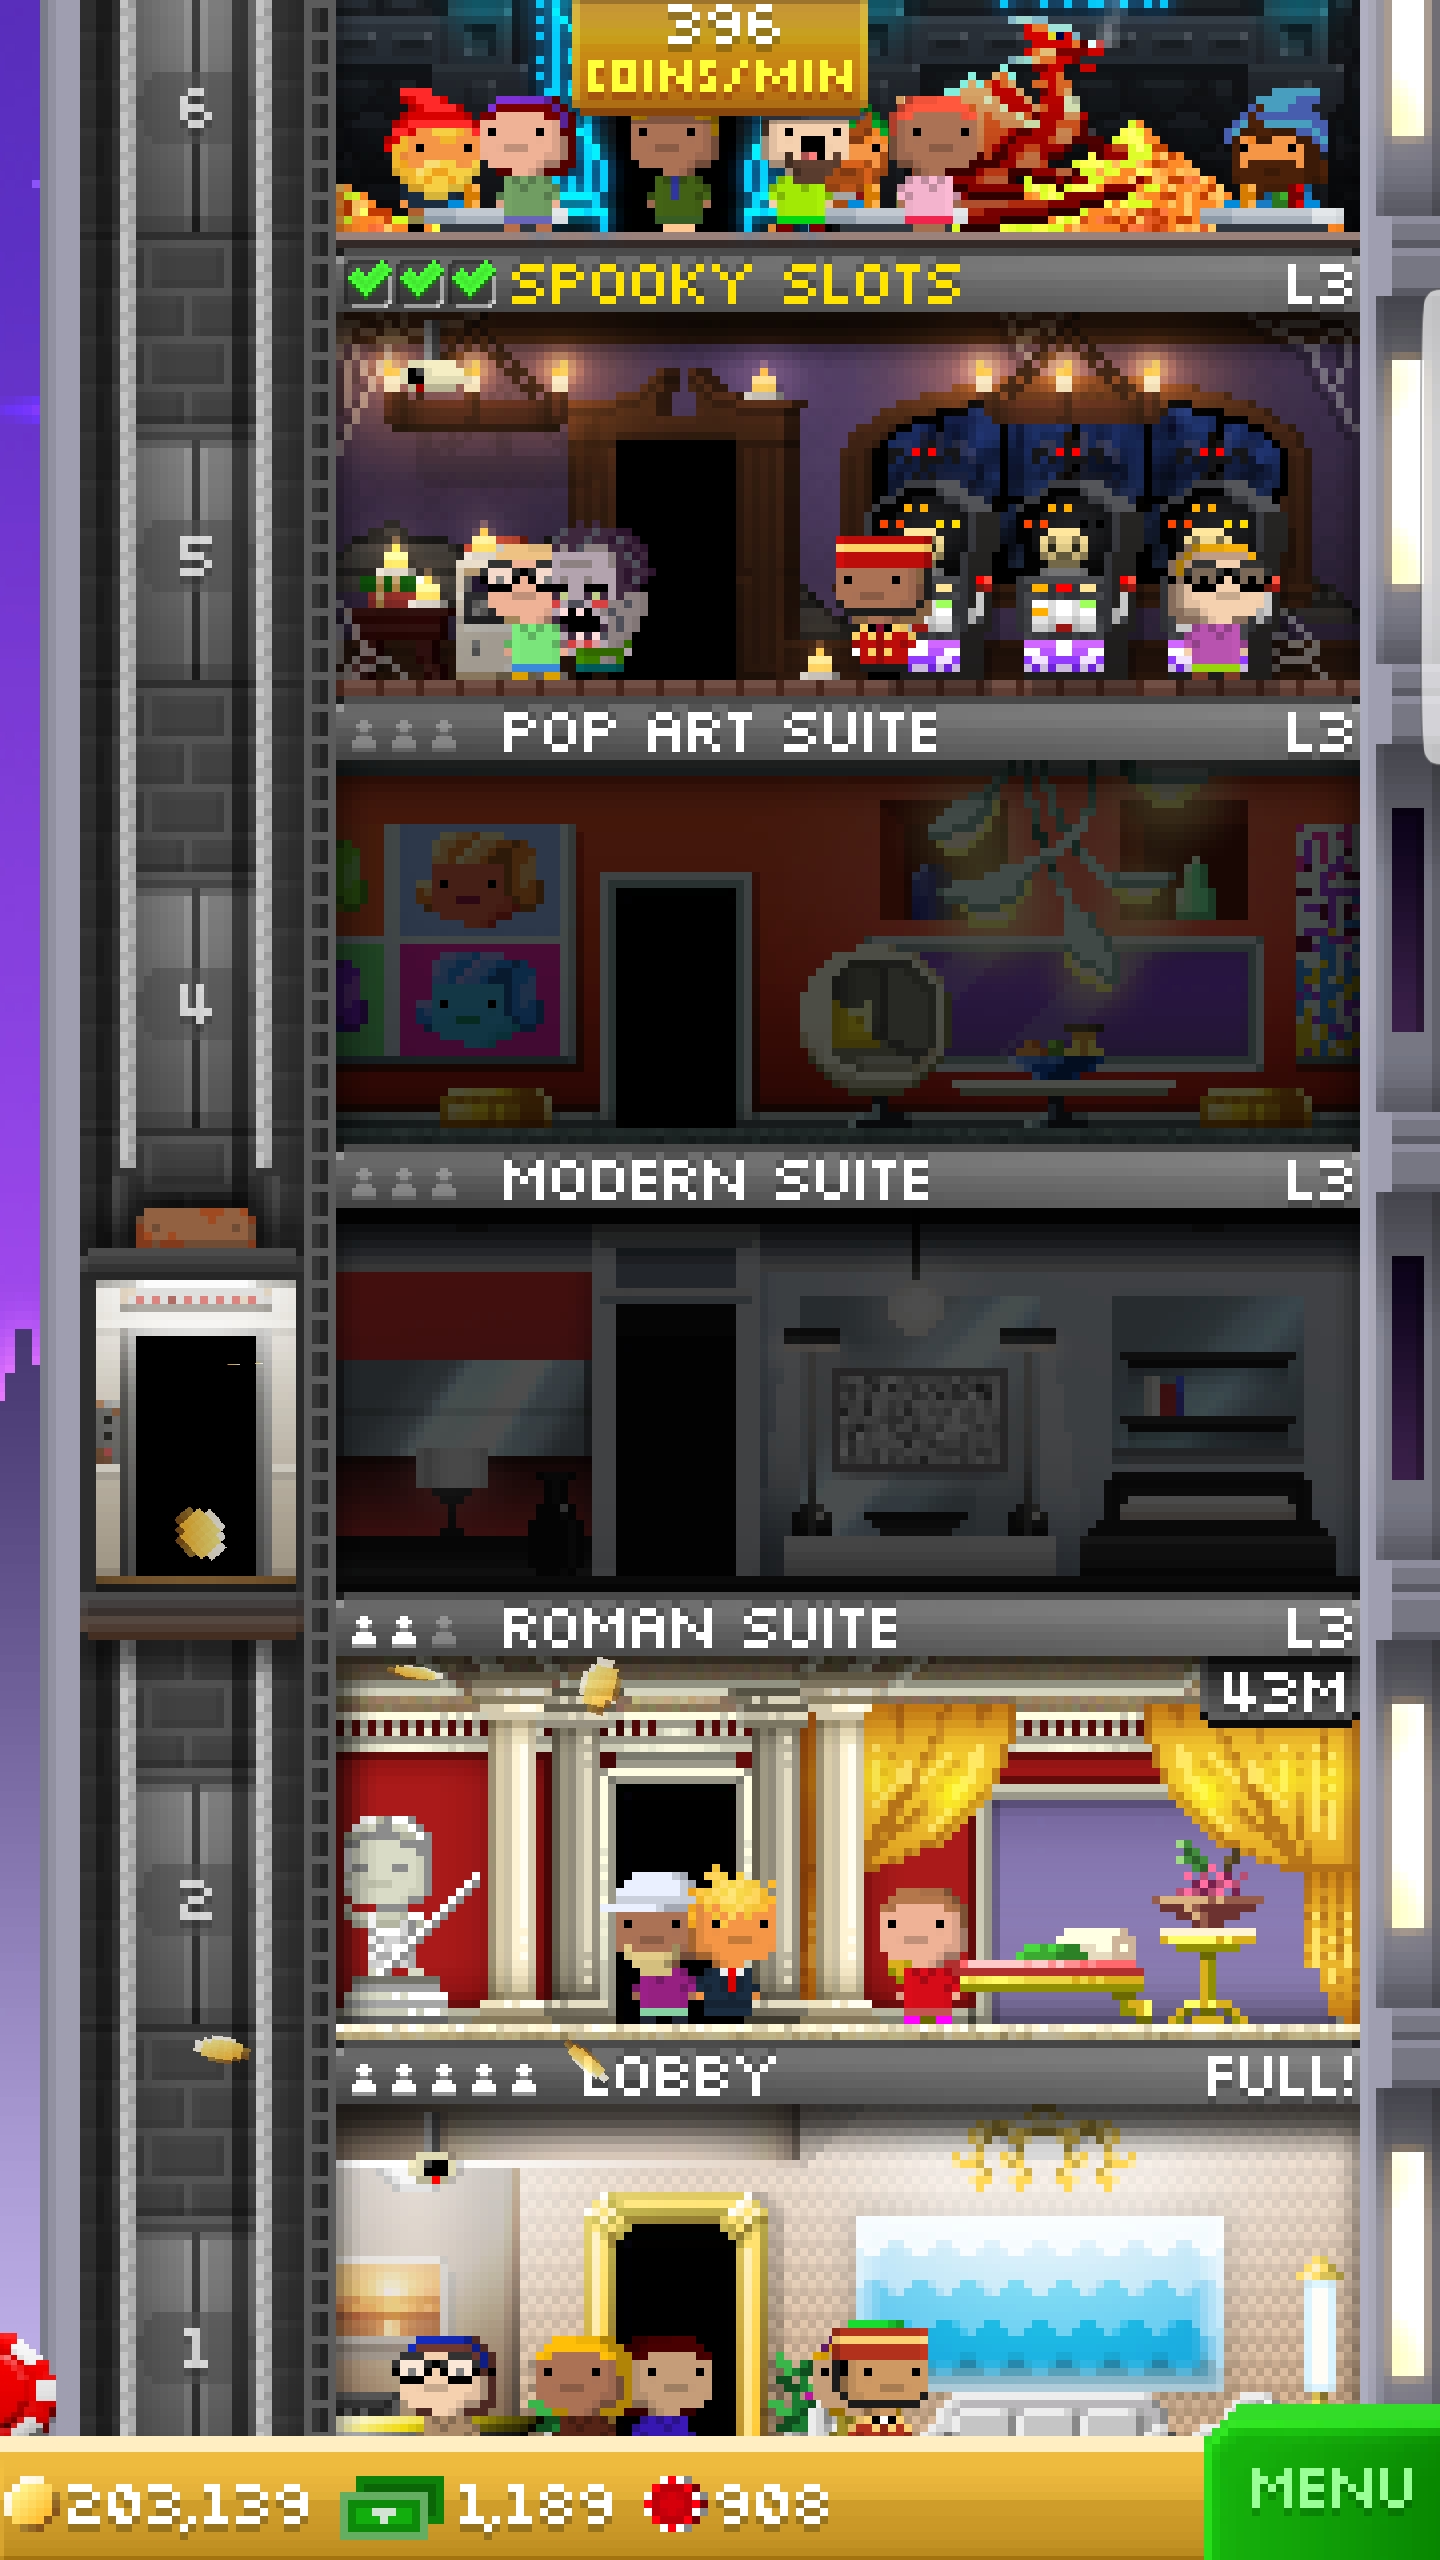 396
COINS/MIN
6
SPOOKY SLOTS L3
5
POP ART SUITE L3
4
MODERN SUITE L3
ROMAN SUITE L3
43M
2
LOBBY FULL!
1
203,139 1,189 908 MENU